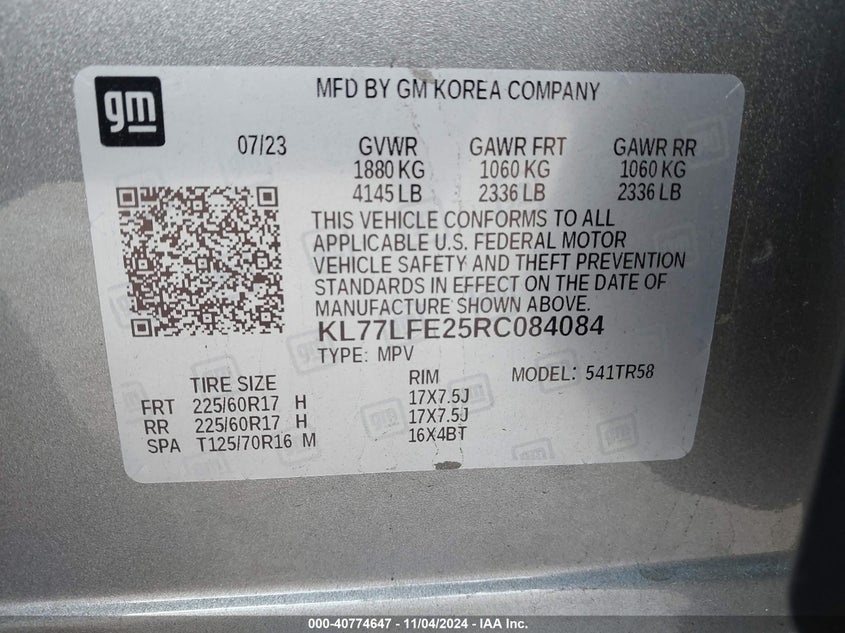 gm
MFD BY GM KOREA COMPANY
07/23 GVWR GAWR FRT GAWR RR
1880 KG 1060 KG 1060 KG
4145 LB 2336 LB 2336 LB
THIS VEHICLE CONFORMS TO ALL
APPLICABLE U.S. FEDERAL MOTOR
VEHICLE SAFETY AND THEFT PREVENTION
STANDARDS IN EFFECT ON THE DATE OF
MANUFACTURE SHOWN ABOVE.
KL77LFE25RC084084
TYPE: MPV
TIRE SIZE RIM MODEL: 541TR58
FRT 225/60R17 H 17X7.5J
RR 225/60R17 H 17X7.5J
SPA T125/70R16 M 16X4BT
000-40774647 - 11/04/2024 - IAA Inc.